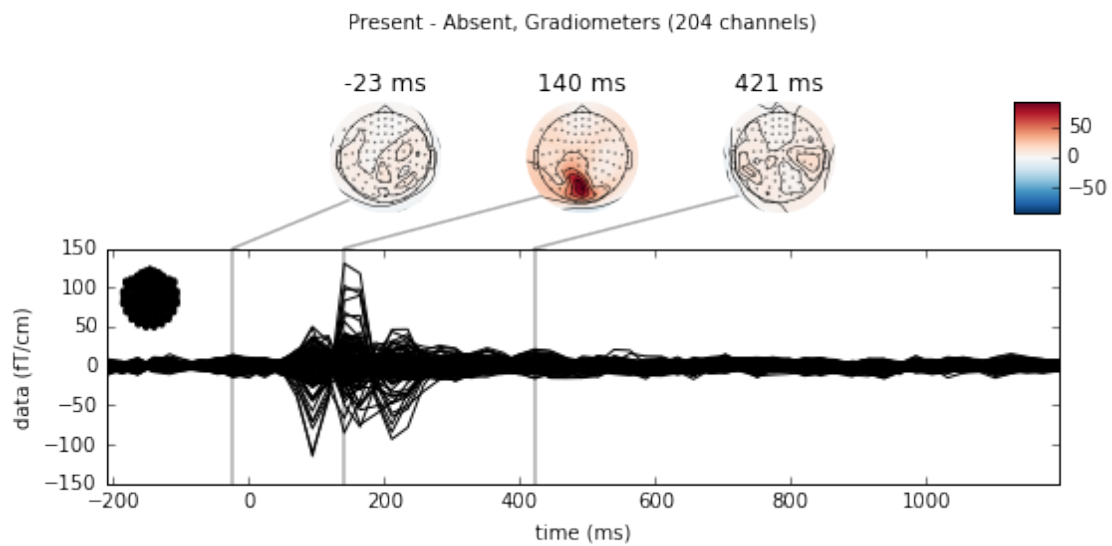 Present - Absent, Gradiometers (204 channels)
-23 ms 140 ms 421 ms
50
0
−50
150
100
50
0
−50
−100
−150
data (fT/cm)
−200 0 200 400 600 800 1000
time (ms)